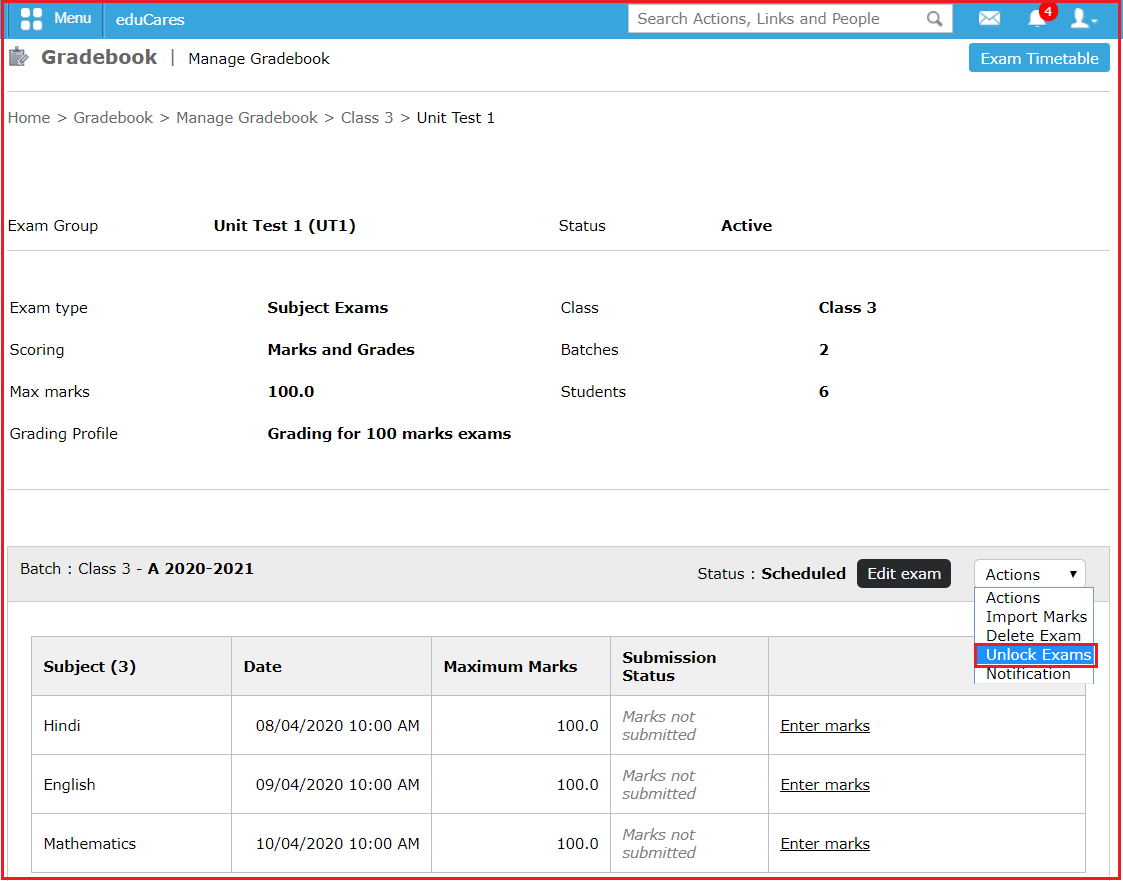 Menu eduCares Search Actions, Links and People 4
Gradebook | Manage Gradebook Exam Timetable
Home > Gradebook > Manage Gradebook > Class 3 > Unit Test 1
Exam Group Unit Test 1 (UT1) Status Active
Exam type Subject Exams Class Class 3
Scoring Marks and Grades Batches 2
Max marks 100.0 Students 6
Grading Profile Grading for 100 marks exams
Batch : Class 3 - A 2020-2021 Status : Scheduled Edit exam Actions
Actions
Import Marks
Delete Exam
Unlock Exams
Notification
Subject (3) Date Maximum Marks Submission
Status
Hindi 08/04/2020 10:00 AM 100.0 Marks not
submitted Enter marks
English 09/04/2020 10:00 AM 100.0 Marks not
submitted Enter marks
Mathematics 10/04/2020 10:00 AM 100.0 Marks not
submitted Enter marks